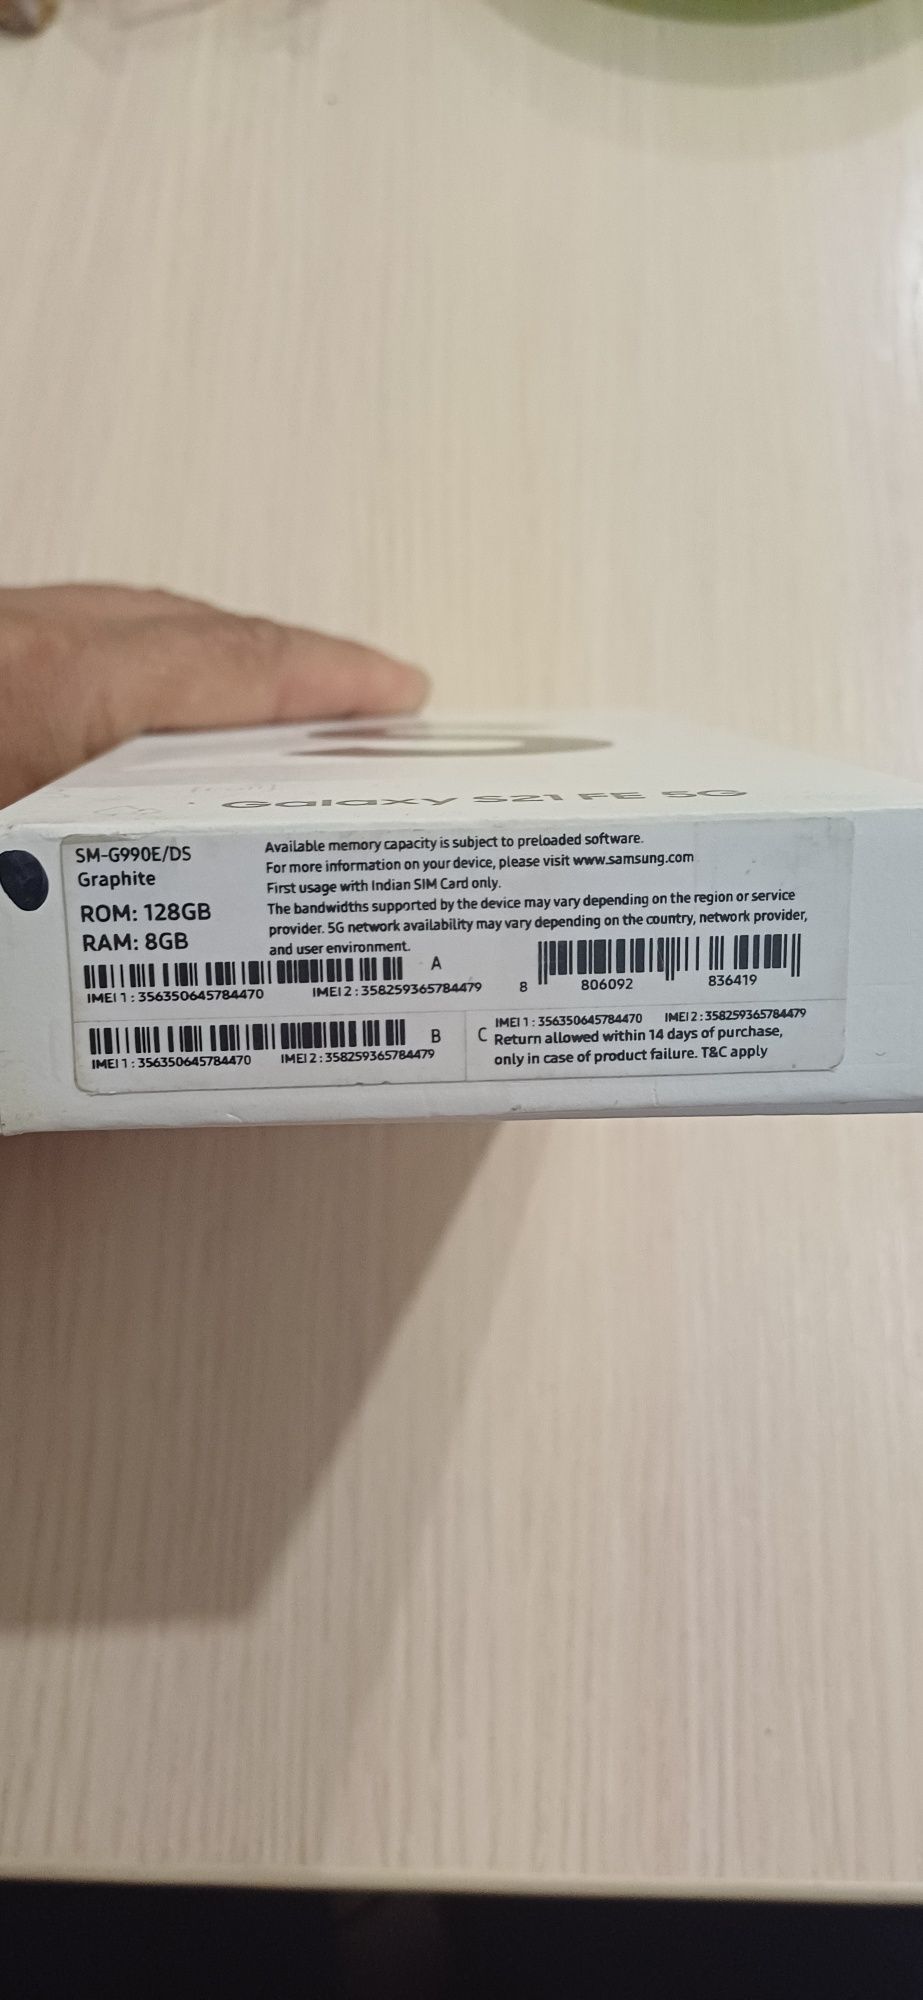 Galaxy S21 FE 5G
SM-G990E/DS
Graphite
ROM: 128GB
RAM: 8GB
Available memory capacity is subject to preloaded software.
For more information on your device, please visit www.samsung.com
First usage with Indian SIM Card only.
The bandwidths supported by the device may vary depending on the region or service
provider. 5G network availability may vary depending on the country, network provider,
and user environment.
A
IMEI 1 : 356350645784470 IMEI 2 : 358259365784479
8 806092 836419
B
IMEI 1 : 356350645784470 IMEI 2 : 358259365784479
C
IMEI 1 : 356350645784470 IMEI 2 : 358259365784479
Return allowed within 14 days of purchase,
only in case of product failure. T&C apply